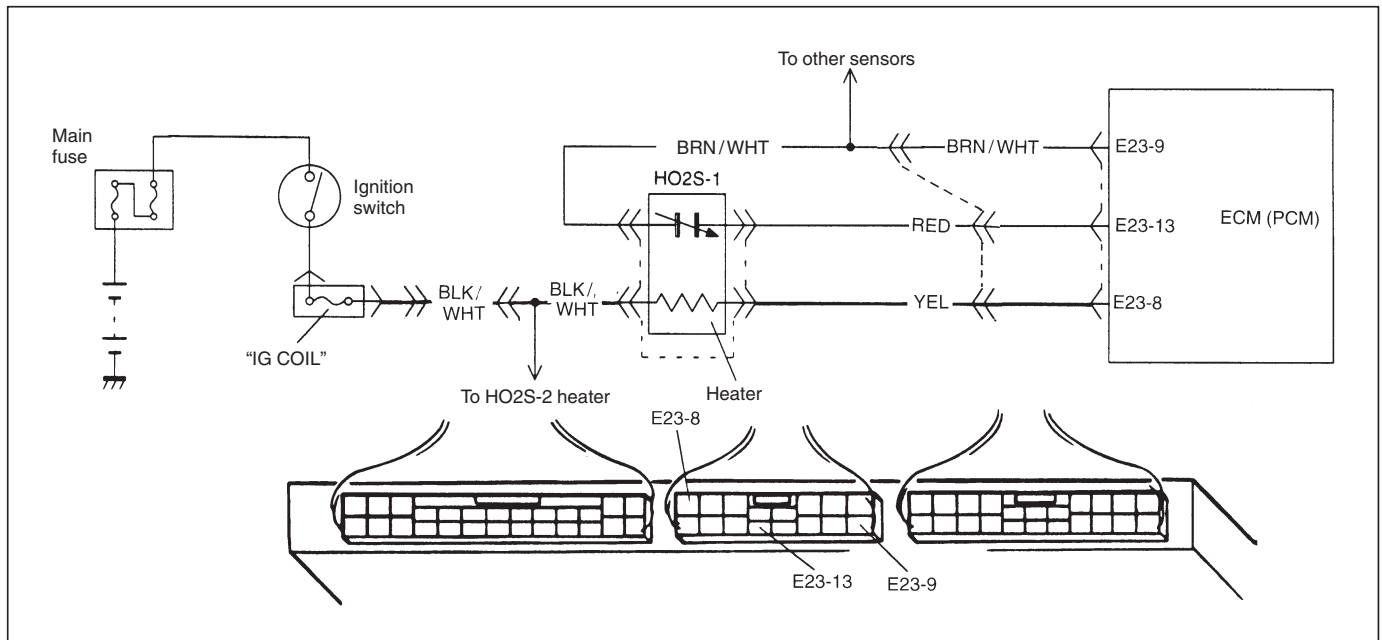 To other sensors
Main
fuse
BRN/WHT
BRN/WHT
E23-9
HO2S-1
Ignition
switch
RED
E23-13
ECM (PCM)
BLK/
WHT
BLK/
WHT
YEL
E23-8
"IG COIL"
To HO2S-2 heater
Heater
E23-8
E23-13
E23-9